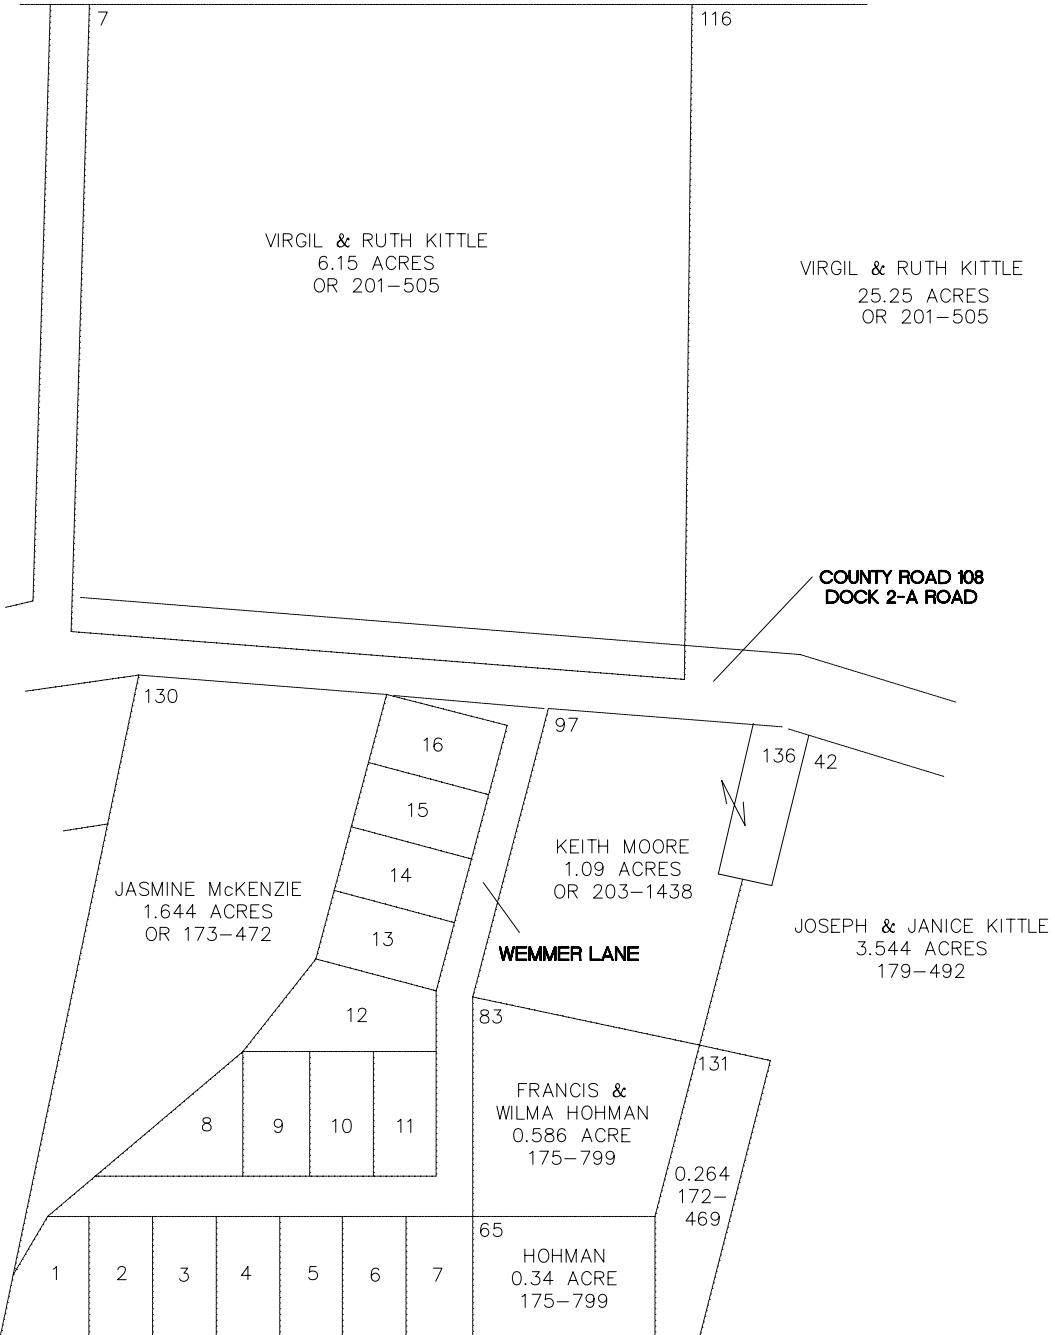 7
116
VIRGIL & RUTH KITTLE
6.15 ACRES
OR 201-505
VIRGIL & RUTH KITTLE
25.25 ACRES
OR 201-505
COUNTY ROAD 108
DOCK 2-A ROAD
130
97
136
42
16
15
14
13
12
KEITH MOORE
1.09 ACRES
OR 203-1438
JASMINE McKENZIE
1.644 ACRES
OR 173-472
WEMMER LANE
JOSEPH & JANICE KITTLE
3.544 ACRES
179-492
83
131
FRANCIS &
WILMA HOHMAN
0.586 ACRE
175-799
8
9
10
11
0.264
172-
469
65
HOHMAN
0.34 ACRE
175-799
1
2
3
4
5
6
7